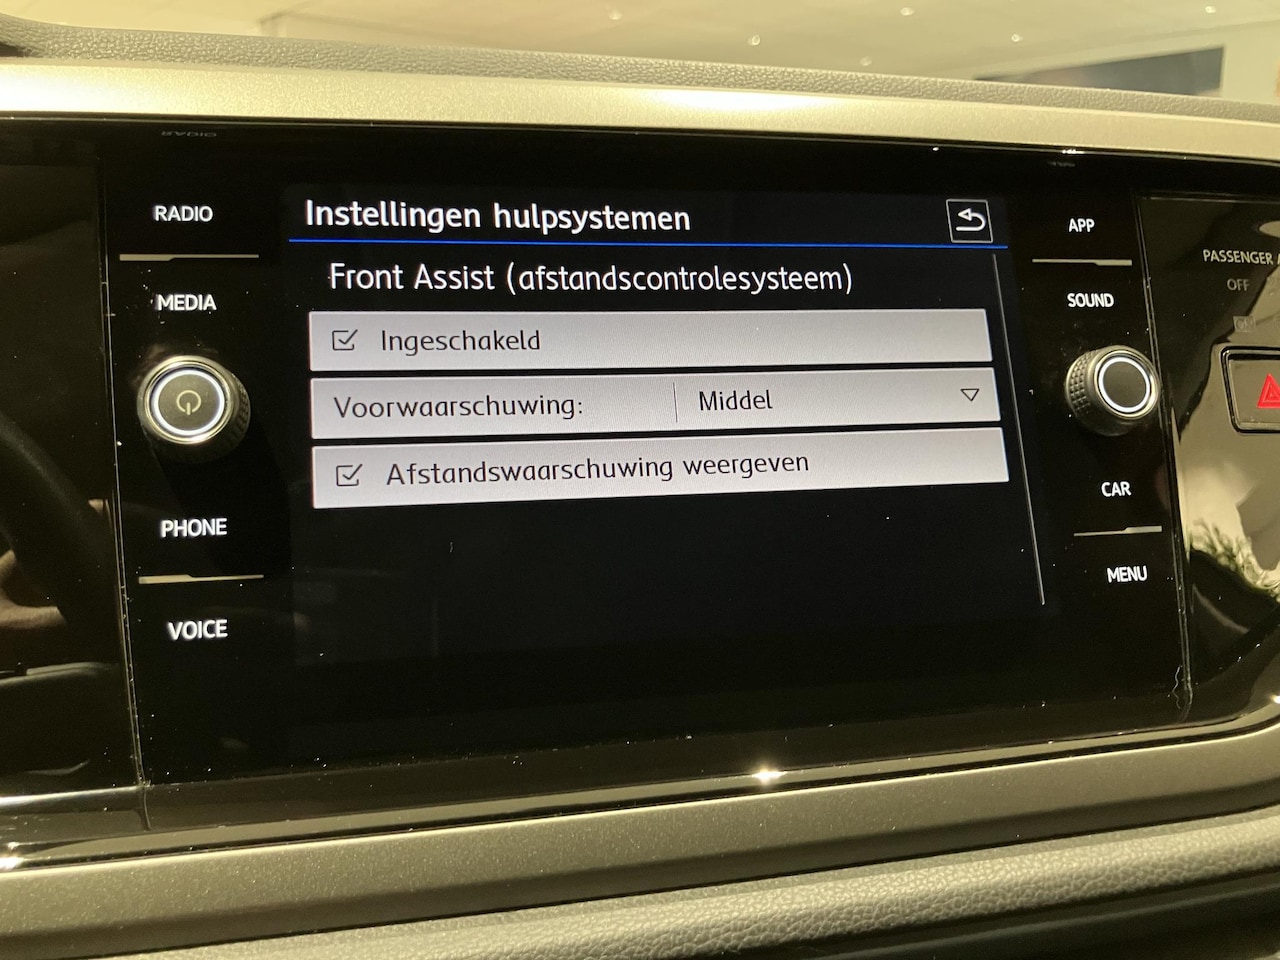 RADIO
MEDIA
PHONE
VOICE
Instellingen hulpsystemen
Front Assist (afstandscontrolesysteem)
Ingeschakeld
Voorwaarschuwing: Middel
Afstandswaarschuwing weergeven
APP
SOUND
CAR
MENU
PASSENGER
OFF